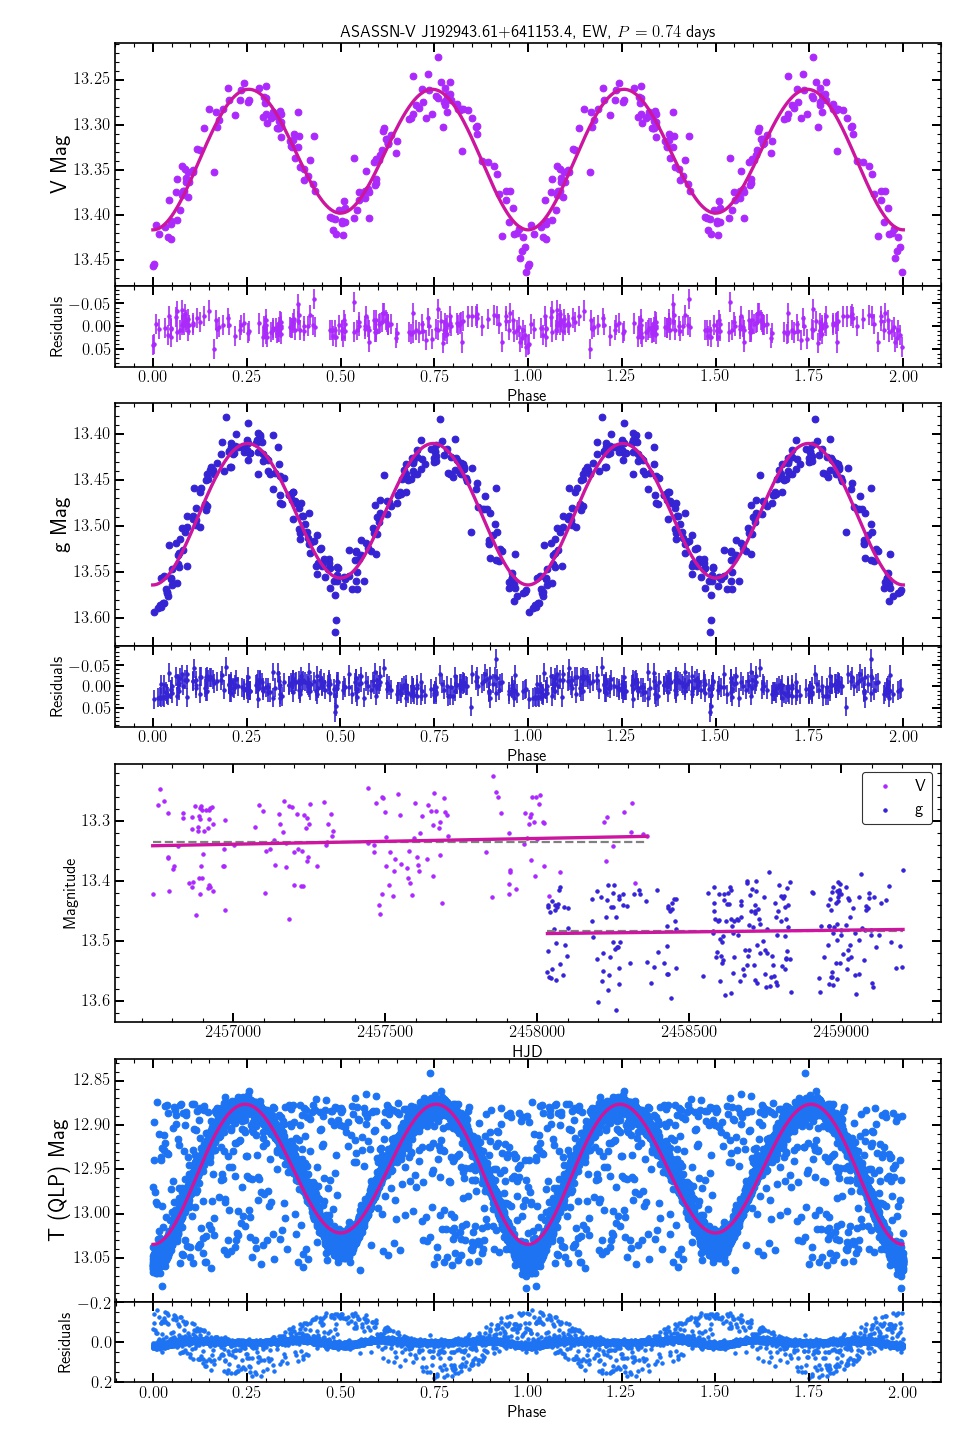 ASASSN-V J192943.61+641153.4, EW, P = 0.74 days
V Mag
13.25
13.30
13.35
13.40
13.45
Residuals
−0.05
0.00
0.05
0.00 0.25 0.50 0.75 1.00 1.25 1.50 1.75 2.00
Phase
g Mag
13.40
13.45
13.50
13.55
13.60
Residuals
−0.05
0.00
0.05
0.00 0.25 0.50 0.75 1.00 1.25 1.50 1.75 2.00
Phase
Magnitude
13.3
13.4
13.5
13.6
V
g
2457000 2457500 2458000 2458500 2459000
HJD
T (QLP) Mag
12.85
12.90
12.95
13.00
13.05
Residuals
−0.2
0.0
0.2
0.00 0.25 0.50 0.75 1.00 1.25 1.50 1.75 2.00
Phase